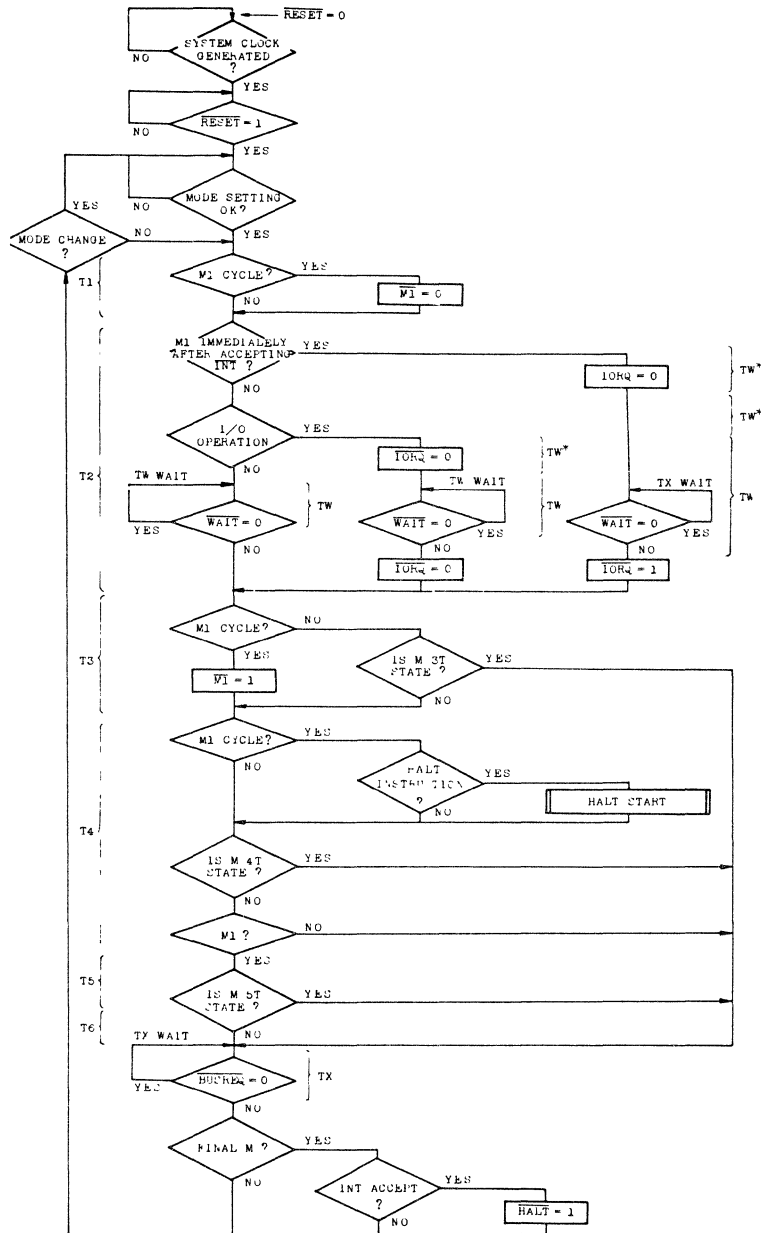 RESET = 0
SYSTEM CLOCK
GENERATED
?
NO
YES
RESET = 1
NO
YES
MODE SETTING
OK?
NO
YES
YES
MODE CHANGE
?
NO
T1
M1 CYCLE?
YES
M1 = 0
NO
M1 IMMEDIALELY
AFTER ACCEPTING
INT ?
YES
IORQ = 0
TW*
NO
TW*
I/O
OPERATION
YES
IORQ = 0
TW*
NO
T2
TW WAIT
TW WAIT
TX WAIT
WAIT = 0
YES
TW
WAIT = 0
YES
TW
WAIT = 0
YES
TW
NO
NO
NO
IORQ = 0
IORQ = 1
T3
M1 CYCLE?
NO
YES
IS M 3T
STATE ?
YES
M1 = 1
NO
M1 CYCLE?
YES
NO
HALT
INSTRUCTION
?
YES
HALT START
NO
T4
IS M 4T
STATE ?
YES
NO
M1 ?
NO
YES
T5
IS M 5T
STATE ?
YES
T6
NO
TX WAIT
BUSREQ = 0
YES
TX
NO
FINAL M ?
YES
NO
INT ACCEPT
?
YES
HALT = 1
NO